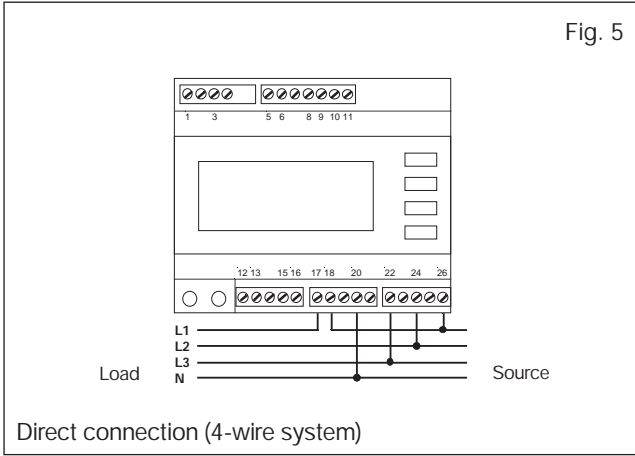 Fig. 5
1 3 5 6 8 9 10 11
12 13 15 16 17 18 20 22 24 26
L1
L2
L3
Load N Source
Direct connection (4-wire system)